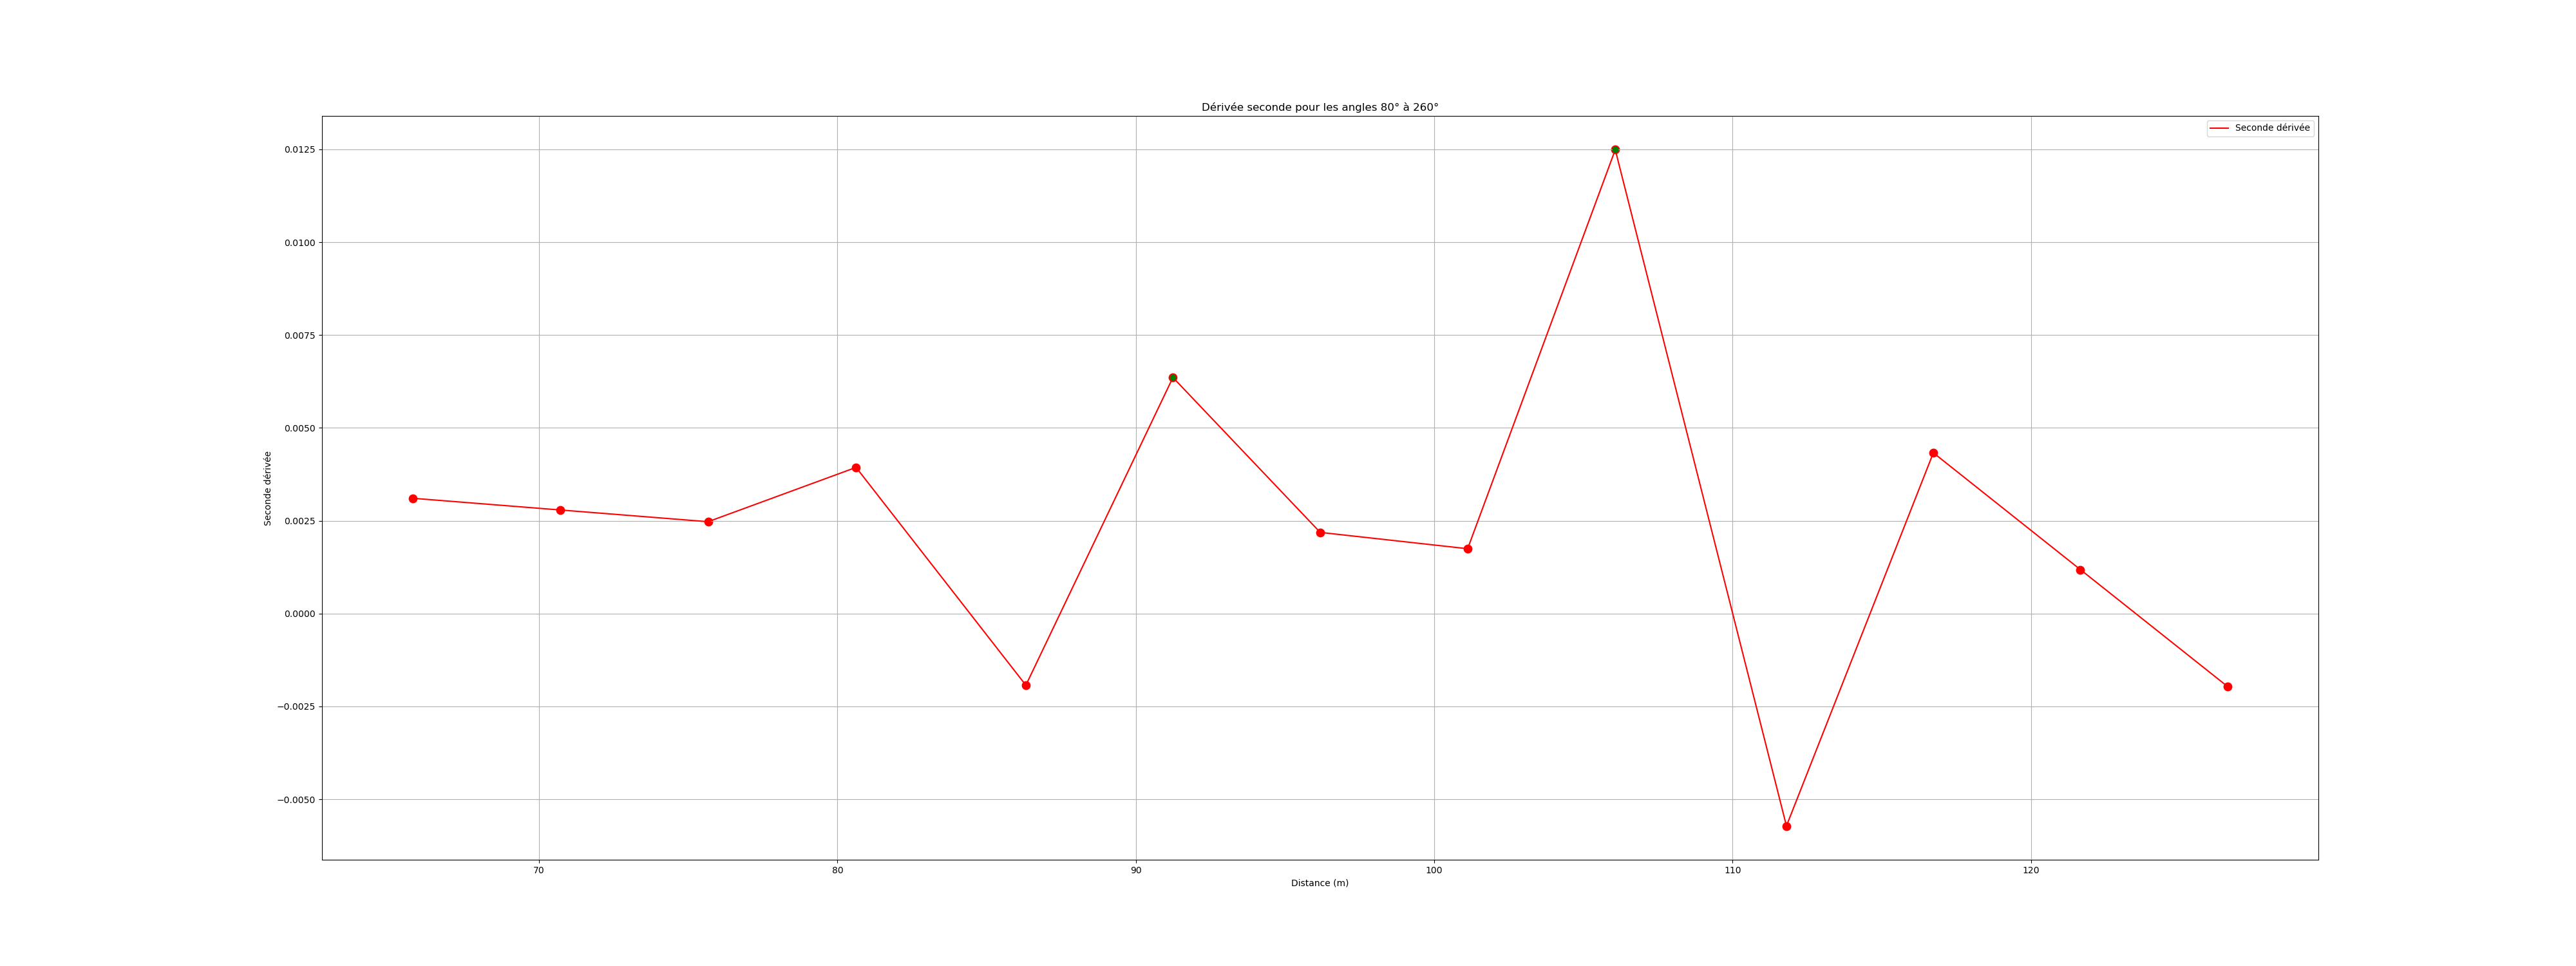 Dérivée seconde pour les angles 80° à 260°
Seconde dérivée
0.0125
0.0100
0.0075
0.0050
0.0025
0.0000
−0.0025
−0.0050
Seconde dérivée
70 80 90 100 110 120
Distance (m)